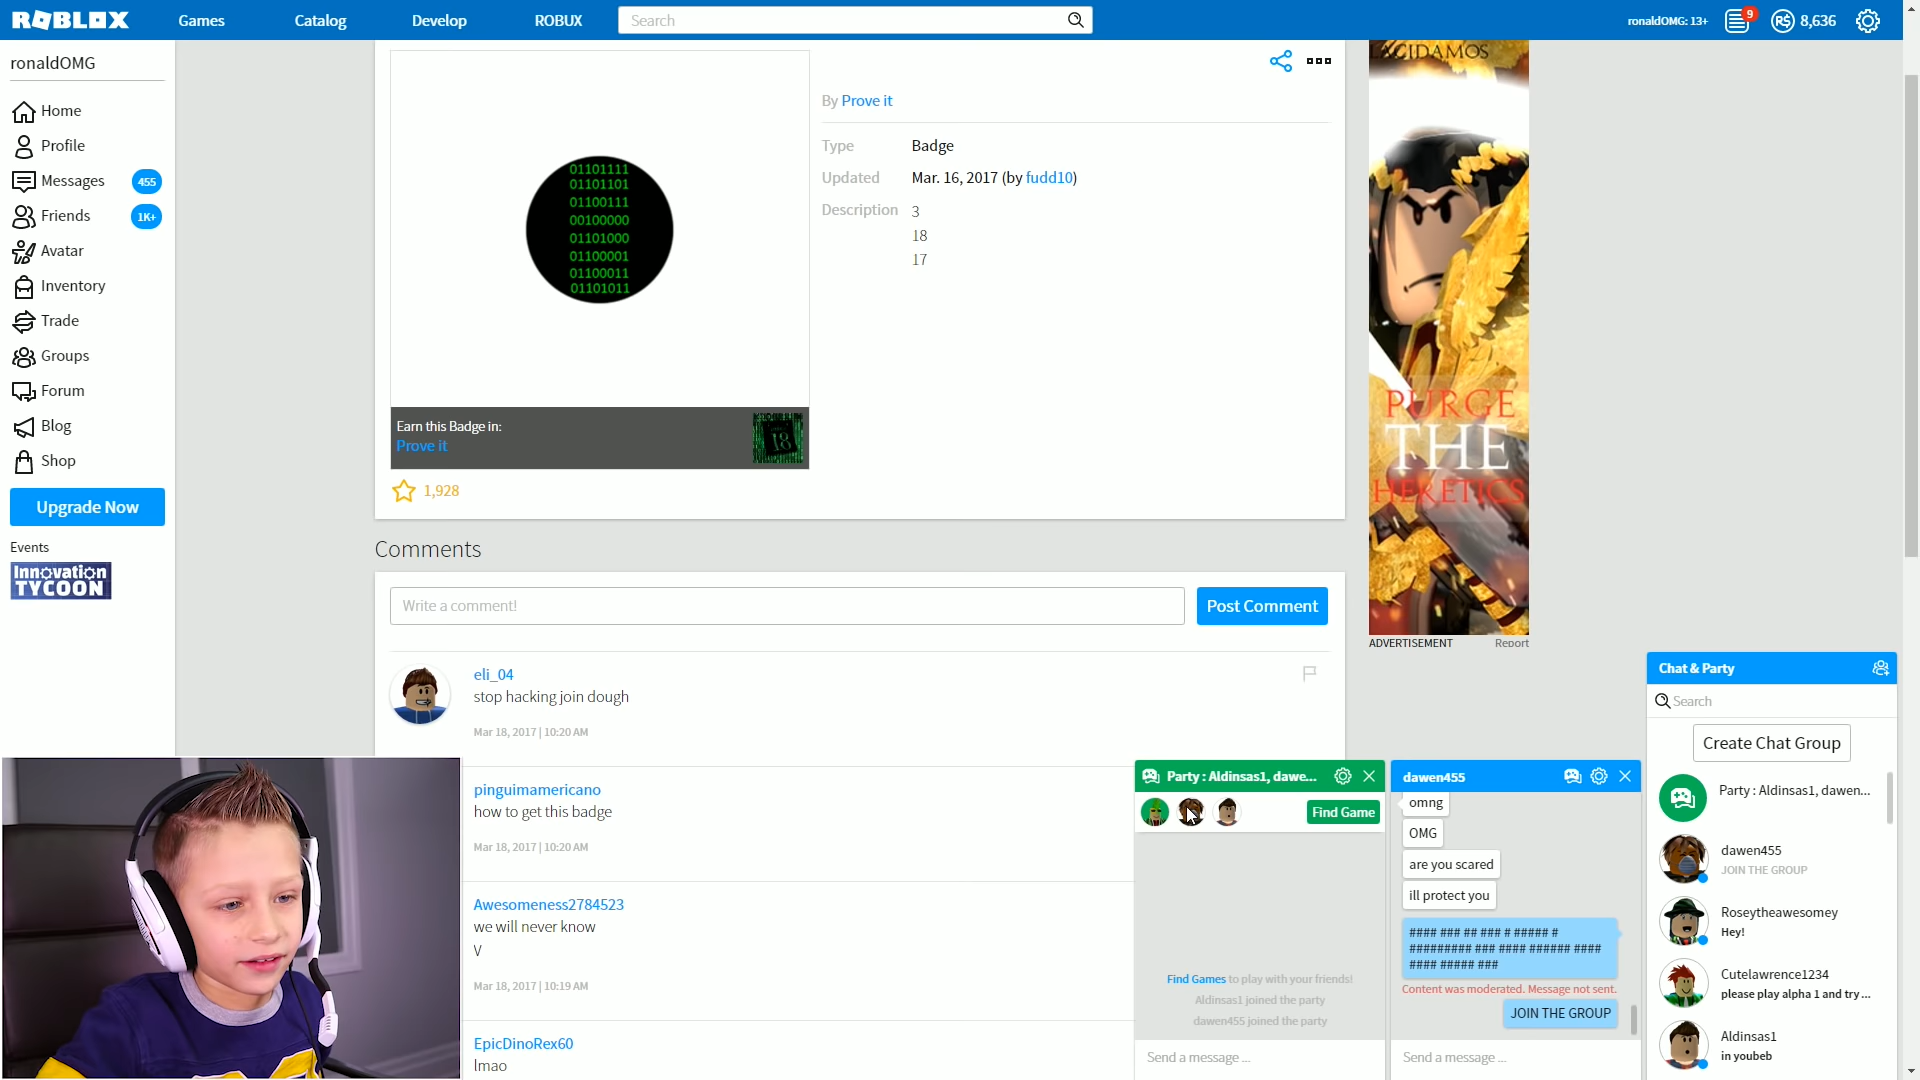 ROBLOX
Games
Catalog
Develop
ROBUX
Search
ronaldOMG: 13+
9
R$ 8,636
ronaldOMG
Home
Profile
Messages 455
Friends 1K+
Avatar
Inventory
Trade
Groups
Forum
Blog
Shop
Upgrade Now
Events
Innovation
TYCOON
01101111
01101101
01100111
00100000
01101000
01100001
01100011
01101011
Earn this Badge in:
Prove it
18
1,928
By Prove it
Type Badge
Updated Mar. 16, 2017 (by fudd10)
Description 3
18
17
PURGE
THE
HERETICS
ADVERTISEMENT Report
Comments
Write a comment!
Post Comment
eli_04
stop hacking join dough
Mar 18, 2017 | 10:20 AM
pinguimamericano
how to get this badge
Mar 18, 2017 | 10:20 AM
Awesomeness2784523
we will never know
V
Mar 18, 2017 | 10:19 AM
EpicDinoRex60
lmao
Party : Aldinsas1, dawe...
Find Game
Find Games to play with your friends!
Aldinsas1 joined the party
dawen455 joined the party
Send a message ...
dawen455
omng
OMG
are you scared
ill protect you
#### ### ## ### # ##### #
######### ### #### ###### ####
#### ##### ###
Content was moderated. Message not sent.
JOIN THE GROUP
Send a message ...
Chat & Party
Search
Create Chat Group
Party : Aldinsas1, dawen...
dawen455
JOIN THE GROUP
Roseytheawesomey
Hey!
Cutelawrence1234
please play alpha 1 and try ...
Aldinsas1
in youbeb